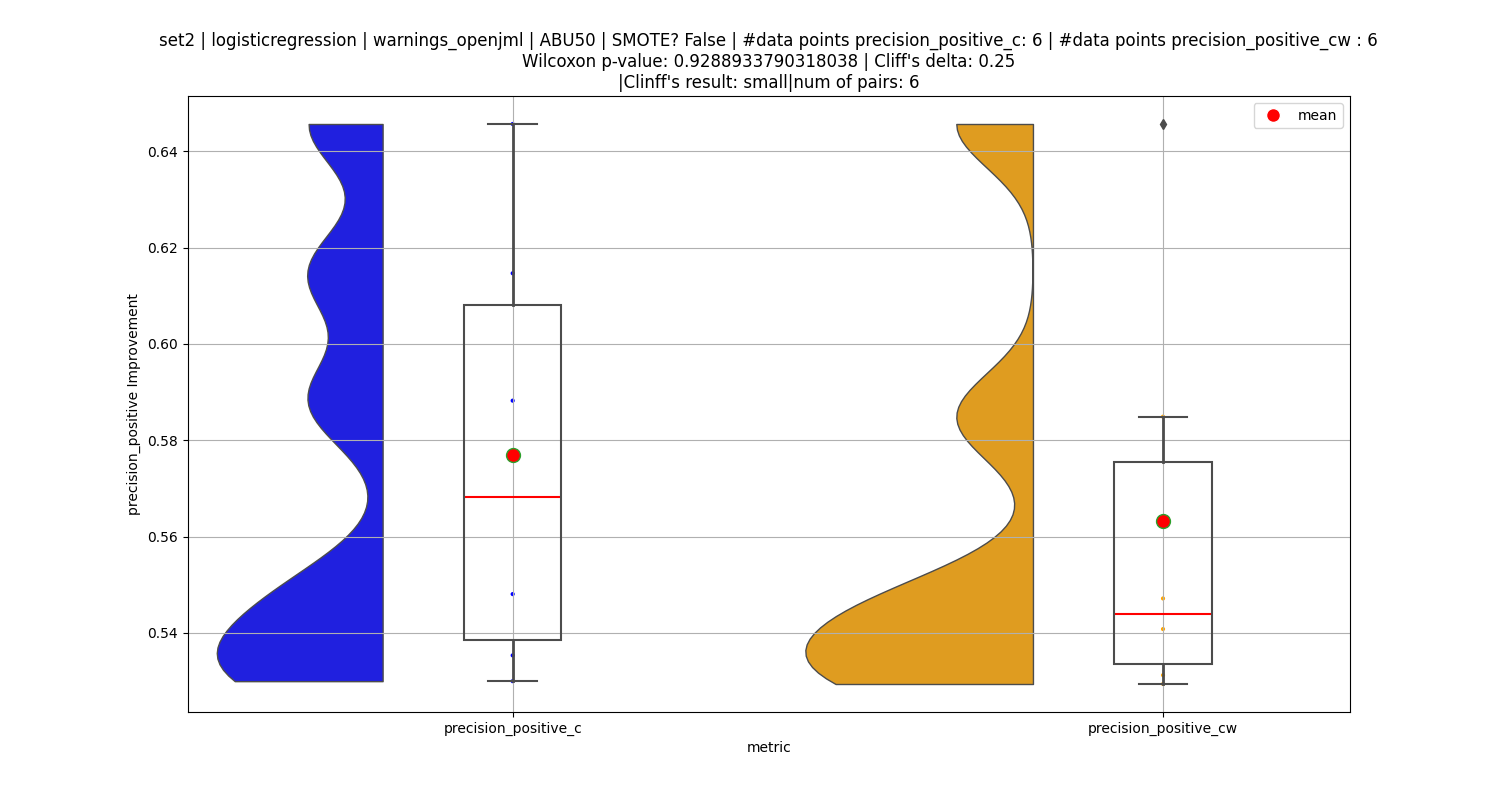 set2 | logisticregression | warnings_openjml | ABU50 | SMOTE? False | #data points precision_positive_c: 6 | #data points precision_positive_cw : 6
Wilcoxon p-value: 0.9288933790318038 | Cliff's delta: 0.25
|Clinff's result: small|num of pairs: 6
mean
0.64
0.62
0.60
0.58
0.56
0.54
precision_positive Improvement
precision_positive_c
precision_positive_cw
metric